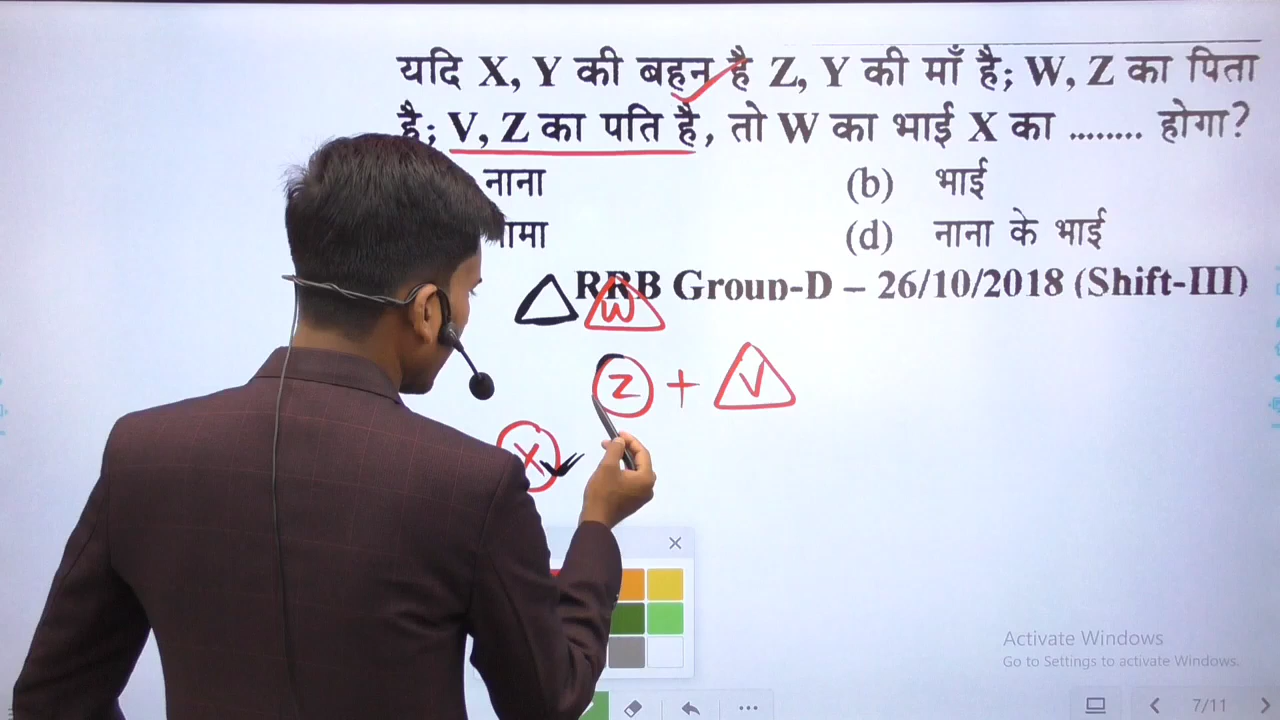 यदि X, Y की बहन है Z, Y की माँ है; W, Z का पिता
है; V, Z का पति है, तो W का भाई X का ........ होगा?
नाना
(b) भाई
(d) नाना के भाई
RRB Group-D – 26/10/2018 (Shift-III)
W
Z + V
X
Activate Windows
Go to Settings to activate Windows.
7/11